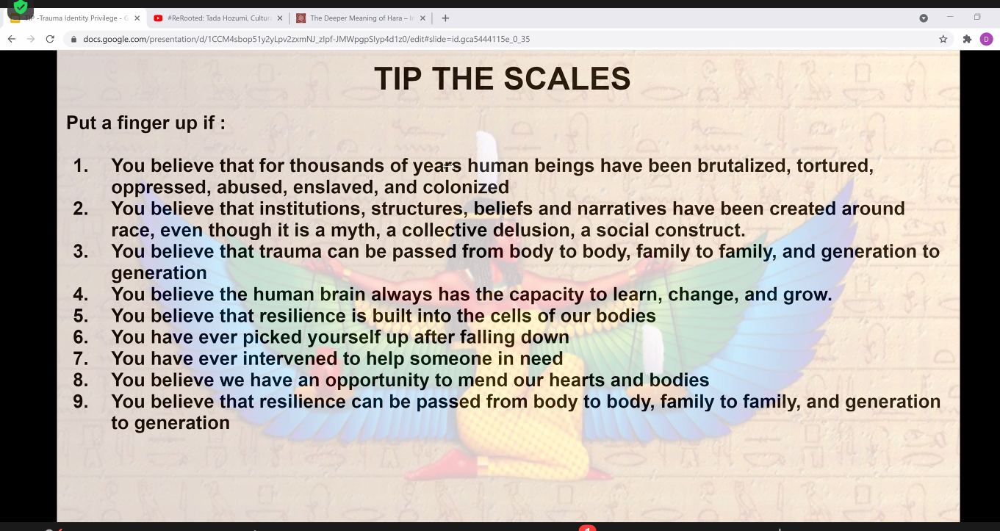 TIP -Trauma Identity Privilege - G
#ReRooted: Tada Hozumi, Cultur
The Deeper Meaning of Hara – In
docs.google.com/presentation/d/1CCM4sbop51y2yLpv2zxmNJ_zIpf-JMWpgpSIyp4d1z0/edit#slide=id.gca5444115e_0_35
D
TIP THE SCALES
Put a finger up if :
1. You believe that for thousands of years human beings have been brutalized, tortured,
oppressed, abused, enslaved, and colonized
2. You believe that institutions, structures, beliefs and narratives have been created around
race, even though it is a myth, a collective delusion, a social construct.
3. You believe that trauma can be passed from body to body, family to family, and generation to
generation
4. You believe the human brain always has the capacity to learn, change, and grow.
5. You believe that resilience is built into the cells of our bodies
6. You have ever picked yourself up after falling down
7. You have ever intervened to help someone in need
8. You believe we have an opportunity to mend our hearts and bodies
9. You believe that resilience can be passed from body to body, family to family, and generation
to generation